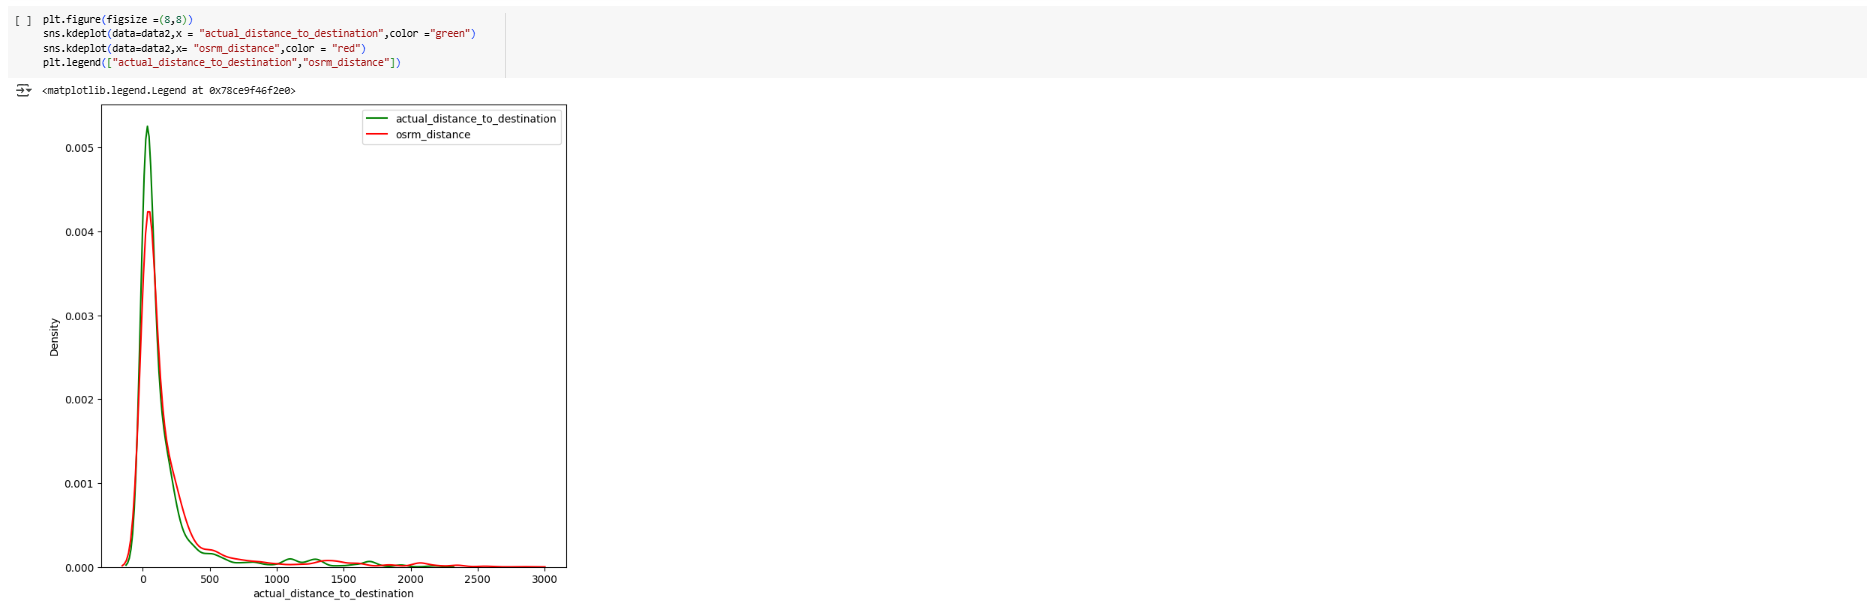 [ ] plt.figure(figsize =(8,8))
sns.kdeplot(data=data2,x = "actual_distance_to_destination",color ="green")
sns.kdeplot(data=data2,x= "osrm_distance",color = "red")
plt.legend(["actual_distance_to_destination","osrm_distance"])
<matplotlib.legend.Legend at 0x78ce9f46f2e0>
actual_distance_to_destination
osrm_distance
0.005
0.004
0.003
0.002
0.001
0.000
Density
0 500 1000 1500 2000 2500 3000
actual_distance_to_destination